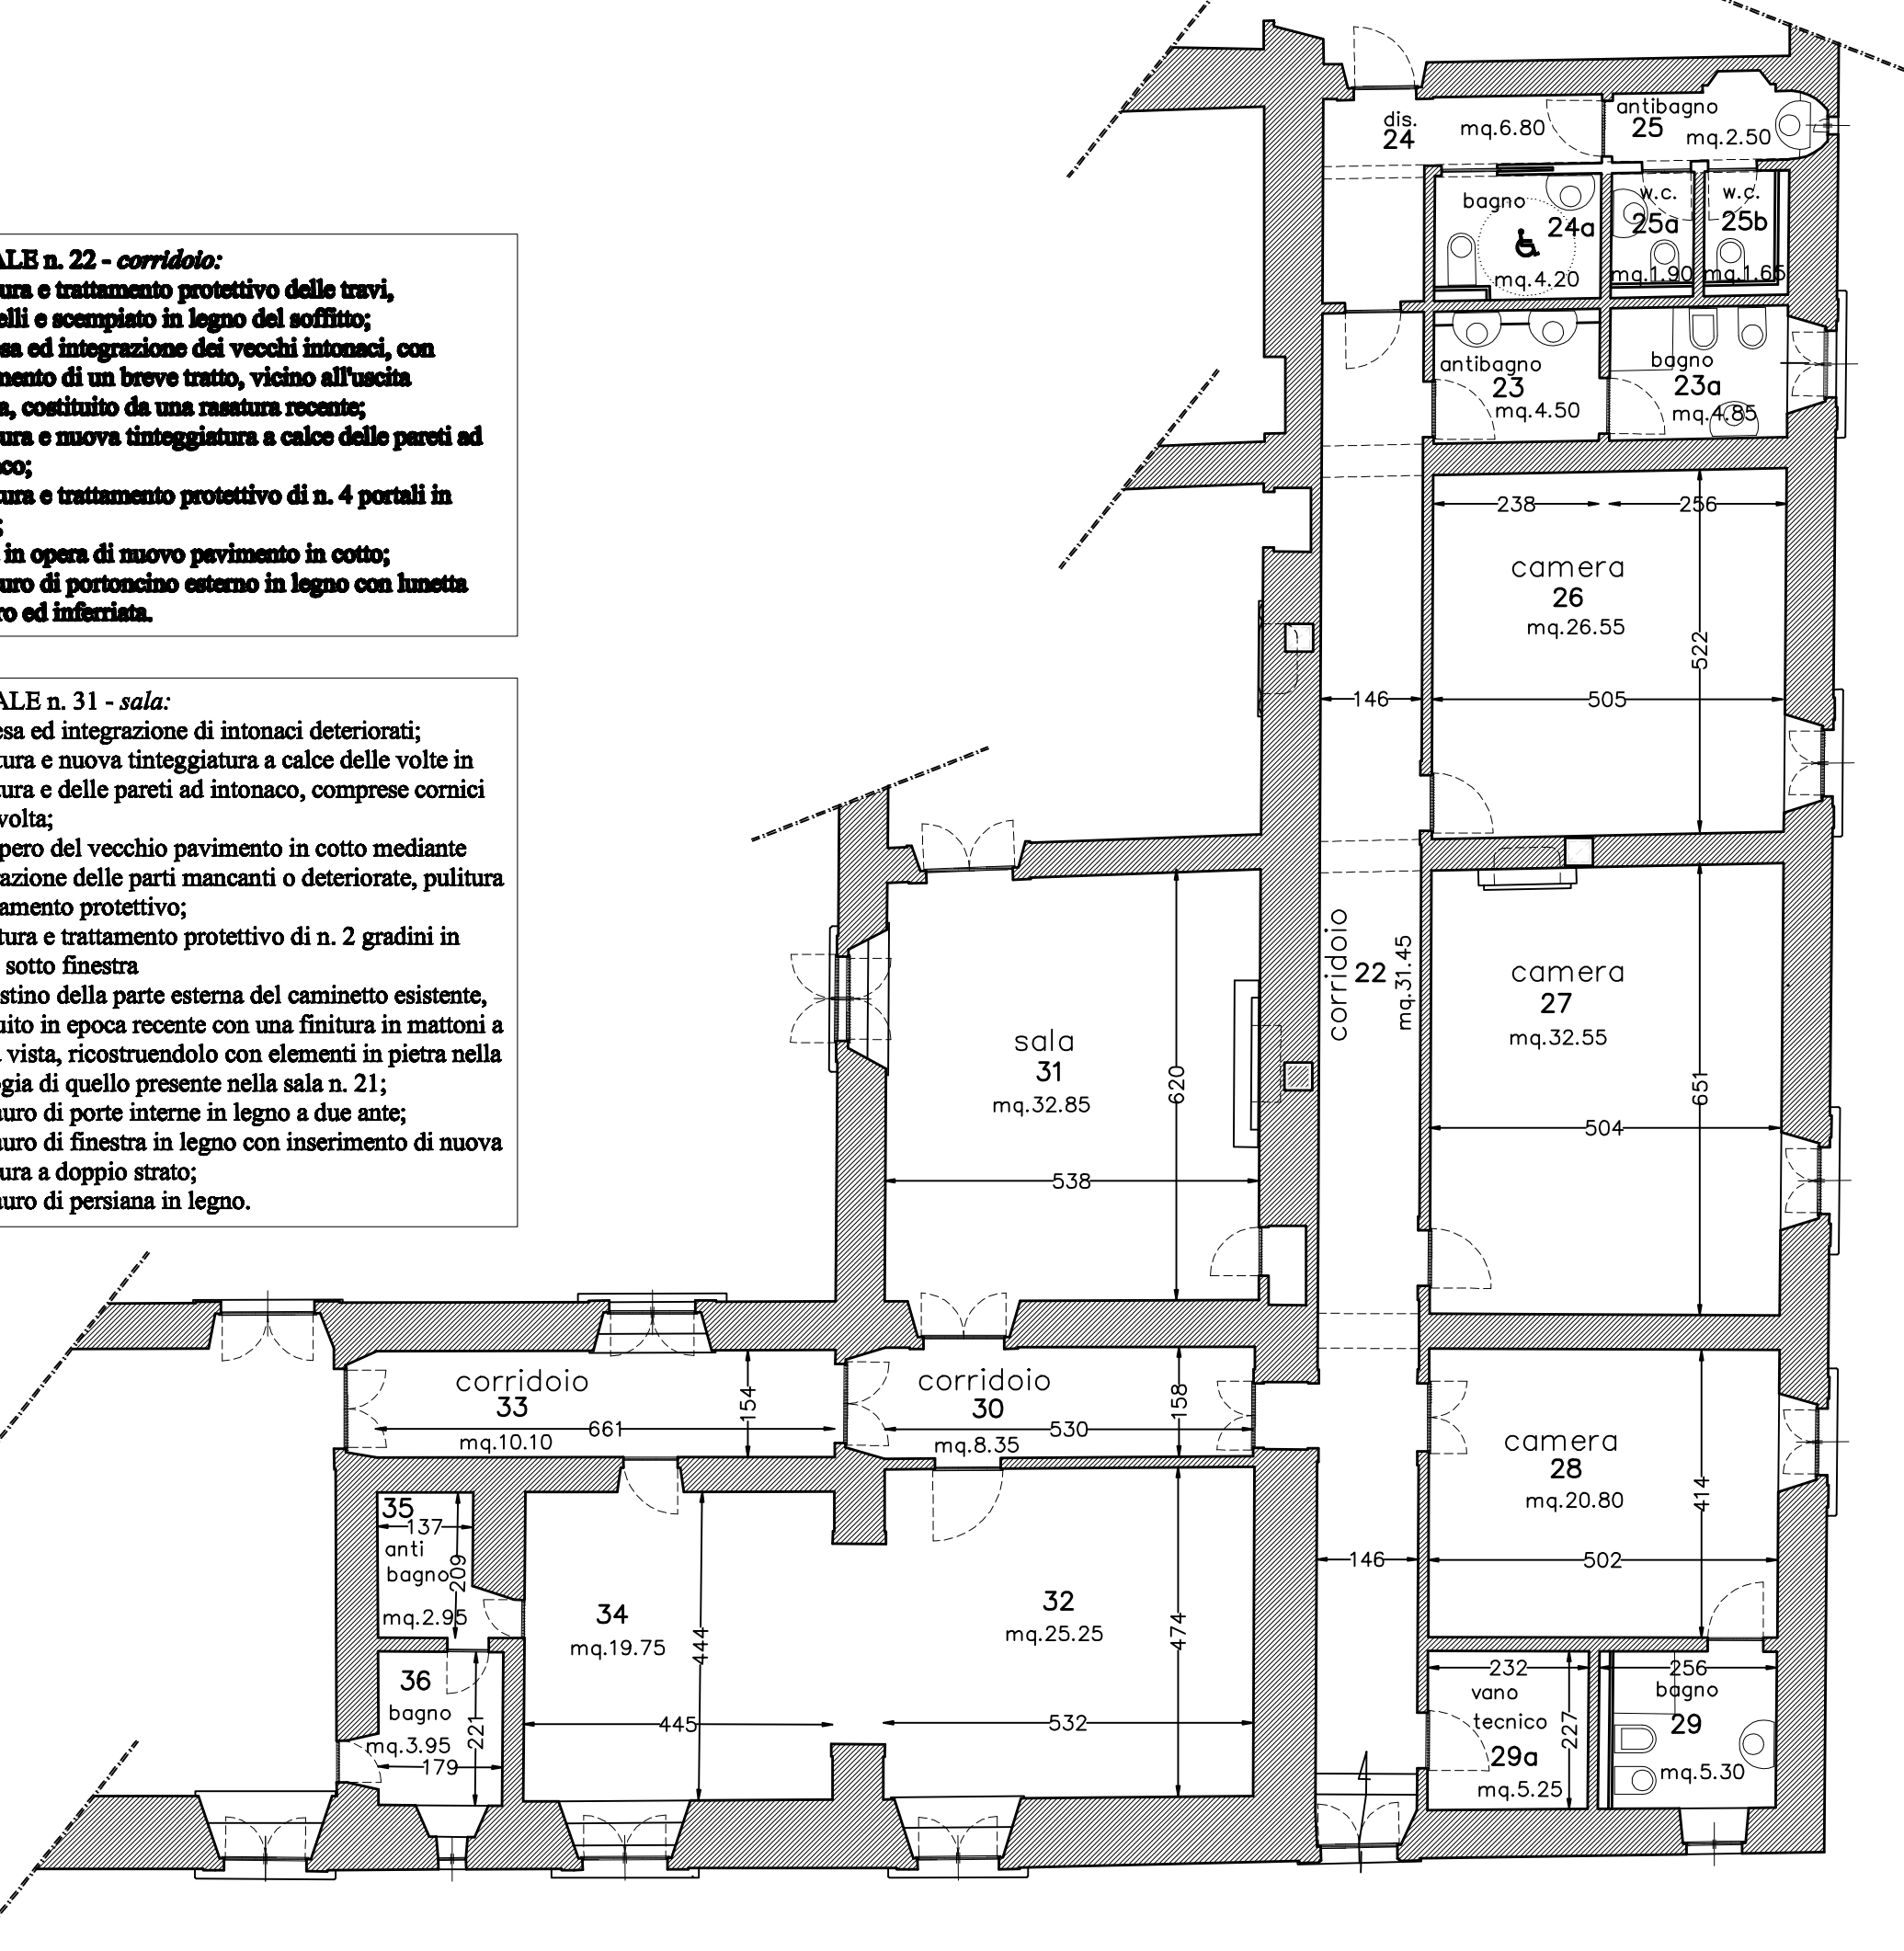 ALE n. 22 - corridoio:
ura e trattamento protettivo delle travi,
elli e scempiato in legno del soffitto;
sa ed integrazione dei vecchi intonaci, con
mento di un breve tratto, vicino all'uscita
a, costituito da una rasatura recente;
ura e nuova tinteggiatura a calce delle pareti ad
co;
ura e trattamento protettivo di n. 4 portali in
;
in opera di nuovo pavimento in cotto;
uro di portoncino esterno in legno con lunetta
ro ed inferriata.
ALE n. 31 - sala:
esa ed integrazione di intonaci deteriorati;
tura e nuova tinteggiatura a calce delle volte in
tura e delle pareti ad intonaco, comprese cornici
volta;
pero del vecchio pavimento in cotto mediante
razione delle parti mancanti o deteriorate, pulitura
tamento protettivo;
tura e trattamento protettivo di n. 2 gradini in
sotto finestra
stino della parte esterna del caminetto esistente,
uito in epoca recente con una finitura in mattoni a
vista, ricostruendolo con elementi in pietra nella
gia di quello presente nella sala n. 21;
auro di porte interne in legno a due ante;
auro di finestra in legno con inserimento di nuova
tura a doppio strato;
auro di persiana in legno.
dis.
24
mq.6.80
antibagno
25
mq.2.50
bagno
24a
mq.4.20
w.c.
25a
mq.1.90
w.c.
25b
mq.1.65
antibagno
23
mq.4.50
bagno
23a
mq.4.85
238
256
camera
26
mq.26.55
522
146
505
corridoio
22
mq.31.45
camera
27
mq.32.55
651
504
sala
31
mq.32.85
620
538
corridoio
33
661
mq.10.10
154
corridoio
30
530
mq.8.35
158
camera
28
mq.20.80
414
146
502
35
137
anti
bagno
209
mq.2.95
34
mq.19.75
444
445
32
mq.25.25
474
532
36
bagno
mq.3.95
221
179
232
vano
tecnico
29a
mq.5.25
227
256
bagno
29
mq.5.30